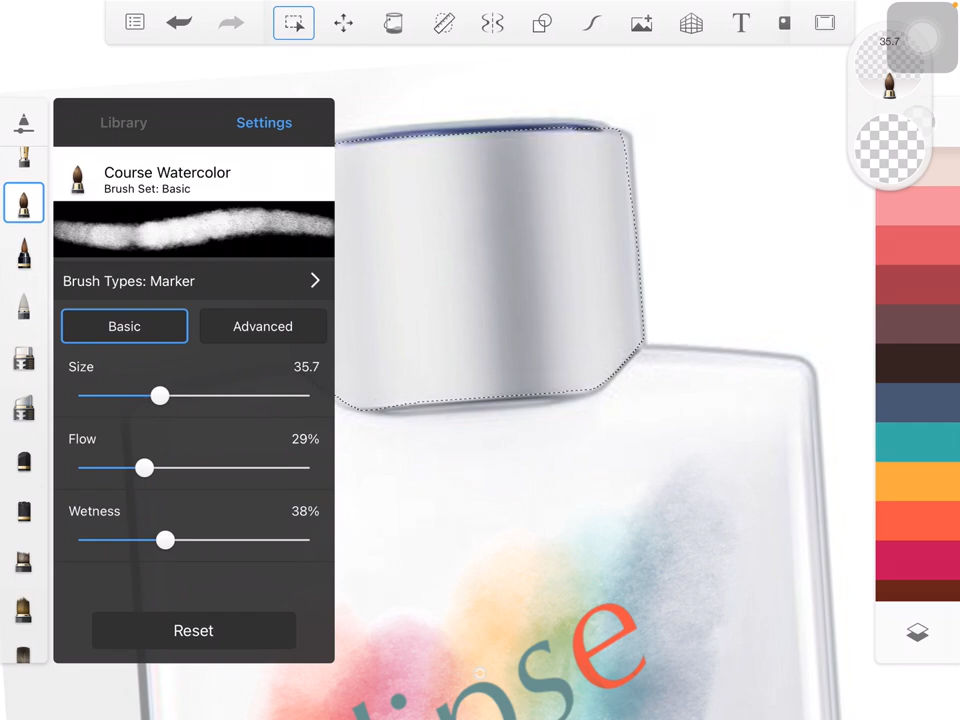 T
35.7
Library
Settings
Course Watercolor
Brush Set: Basic
Brush Types: Marker
Basic
Advanced
Size
35.7
Flow
29%
Wetness
38%
Reset
lipse